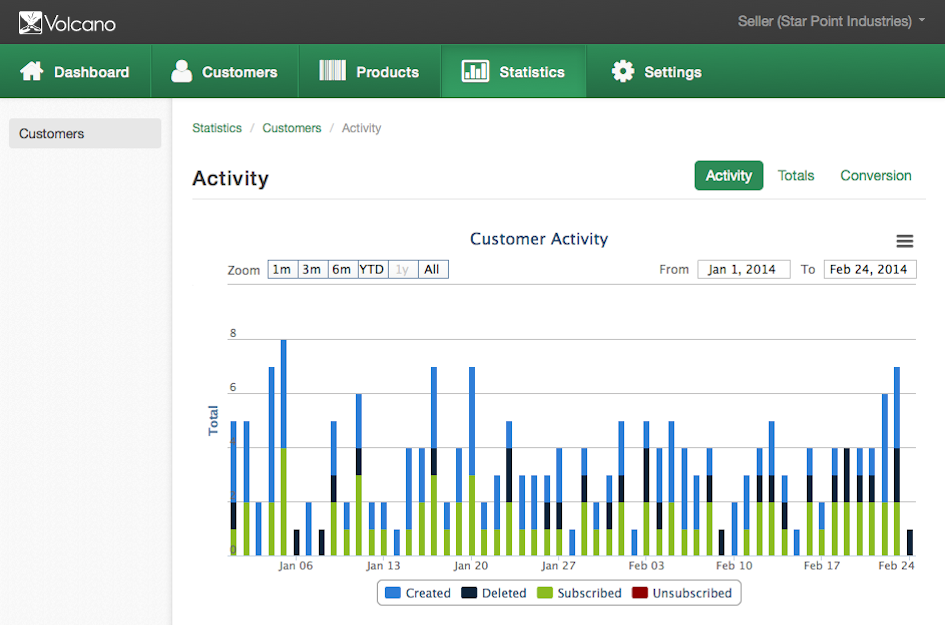 Volcano
Seller (Star Point Industries)
Dashboard Customers Products Statistics Settings
Customers
Statistics / Customers / Activity
Activity
Activity Totals Conversion
Customer Activity
Zoom 1m 3m 6m YTD 1y All From Jan 1, 2014 To Feb 24, 2014
8
6
Total
0
Jan 06 Jan 13 Jan 20 Jan 27 Feb 03 Feb 10 Feb 17 Feb 24
Created Deleted Subscribed Unsubscribed